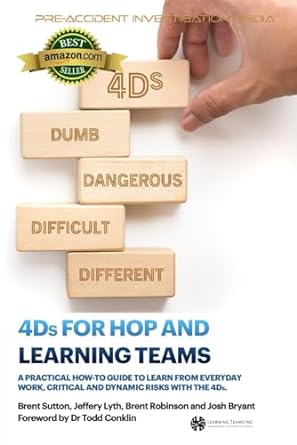 PRE-ACCIDENT INVESTIGATION MEDIA
BEST
amazon.com
SELLER
4Ds
DUMB
DANGEROUS
DIFFICULT
DIFFERENT
4Ds FOR HOP AND
LEARNING TEAMS
A PRACTICAL HOW-TO GUIDE TO LEARN FROM EVERYDAY
WORK, CRITICAL AND DYNAMIC RISKS WITH THE 4Ds.
Brent Sutton, Jeffery Lyth, Brent Robinson and Josh Bryant
Foreword by Dr Todd Conklin
LEARNING TEAMS INC